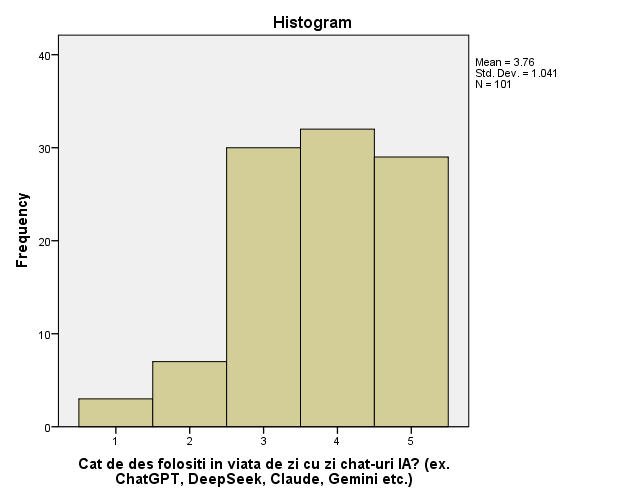 Histogram
Mean = 3.76
Std. Dev. = 1.041
N = 101
40
30
20
10
0
Frequency
1 2 3 4 5
Cat de des folositi in viata de zi cu zi chat-uri IA? (ex.
ChatGPT, DeepSeek, Claude, Gemini etc.)